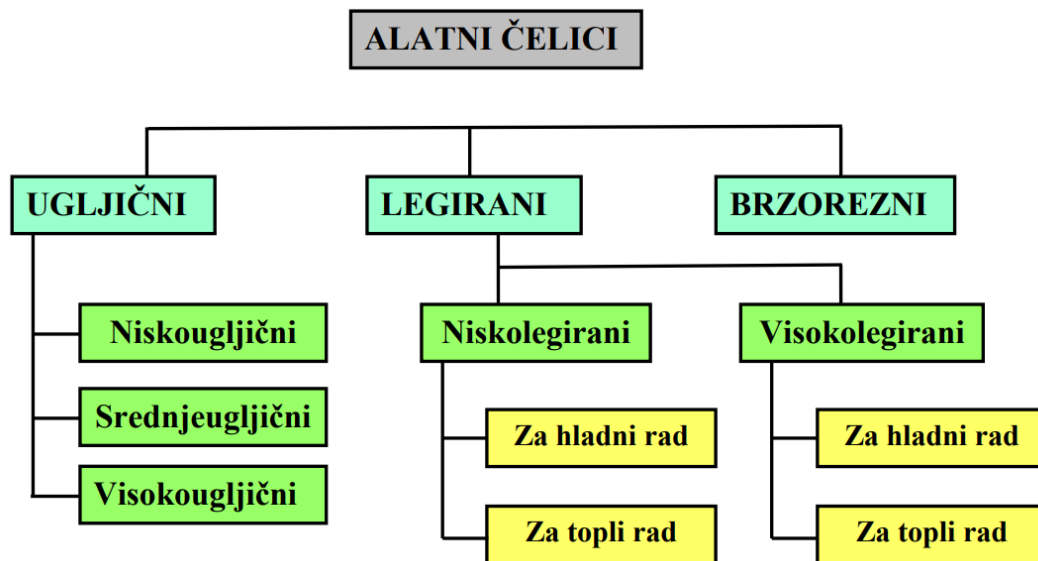 ALATNI ČELICI
UGLJIČNI
LEGIRANI
BRZOREZNI
Niskougljični
Niskolegirani
Visokolegirani
Srednjeugljični
Za hladni rad
Za hladni rad
Visokougljični
Za topli rad
Za topli rad